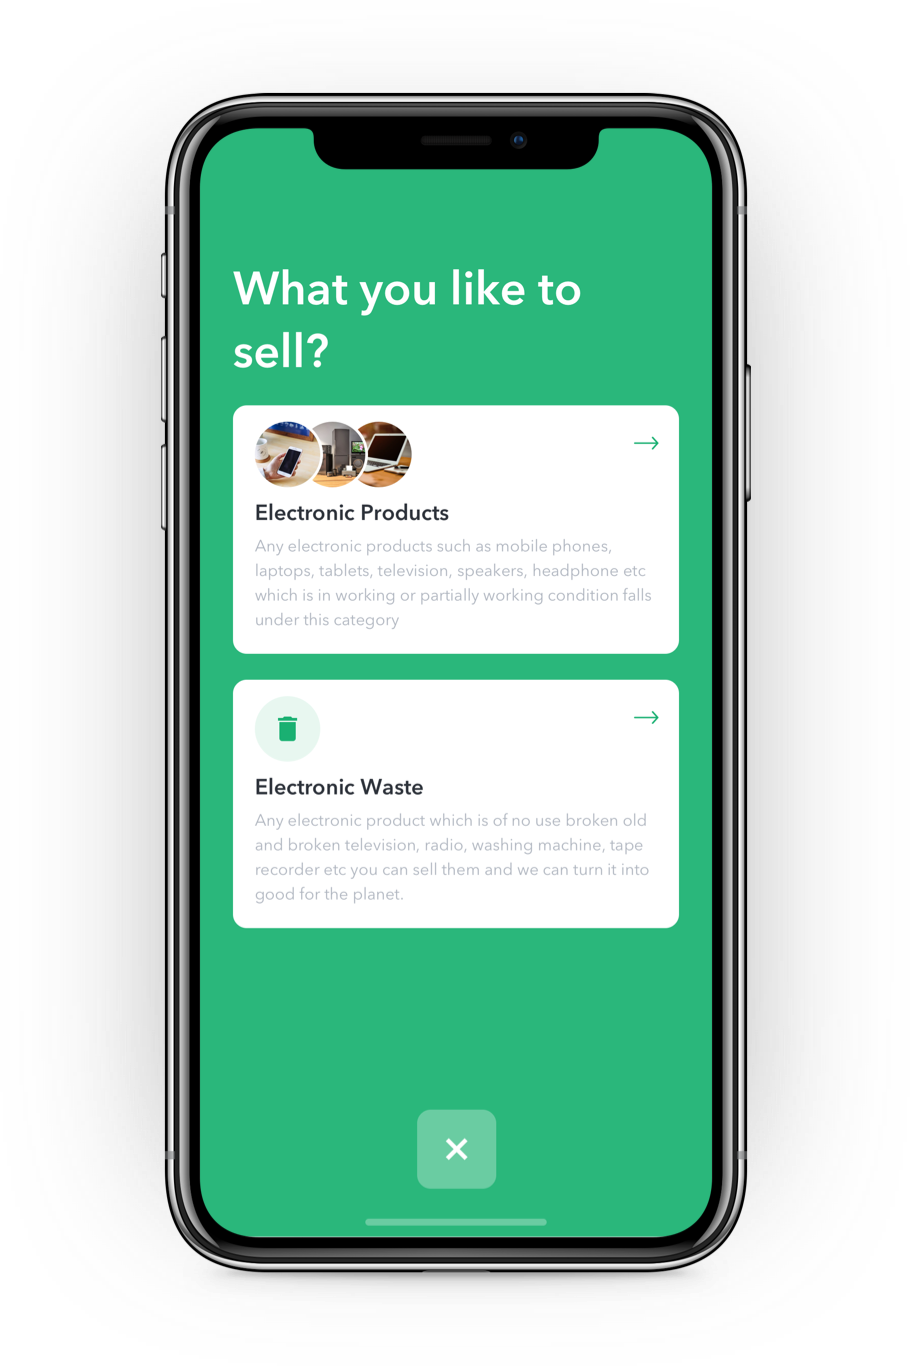 What you like to
sell?
Electronic Products
Any electronic products such as mobile phones,
laptops, tablets, television, speakers, headphone etc
which is in working or partially working condition falls
under this category
Electronic Waste
Any electronic product which is of no use broken old
and broken television, radio, washing machine, tape
recorder etc you can sell them and we can turn it into
good for the planet.